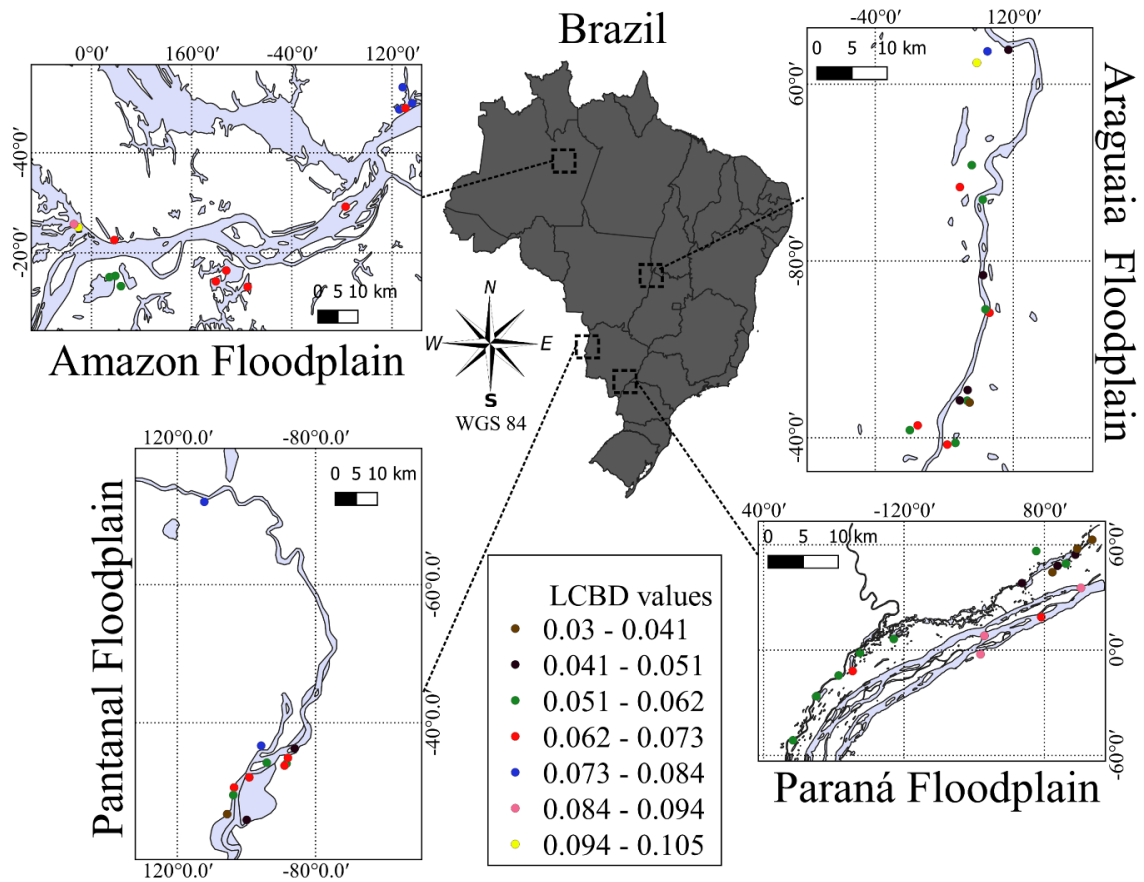 Brazil
0°0′ 160°0′ -40°0′ 120°0′
-40°0′
-20°0′
0 5 10 km
Amazon Floodplain
-40°0′ 120°0′
0 5 10 km
60°0′
-80°0′
-40°0′
Araguaia Floodplain
N
W E
S
WGS 84
120°0.0′ -80°0.0′
0 5 10 km
-60°0.0′
-40°0.0′
120°0.0′ -80°0.0′
Pantanal Floodplain
LCBD values
0.03 - 0.041
0.041 - 0.051
0.051 - 0.062
0.062 - 0.073
0.073 - 0.084
0.084 - 0.094
0.094 - 0.105
40°0′ -120°0′ 80°0′
0 5 10 km
60°0
0°0
-60°0
Paraná Floodplain